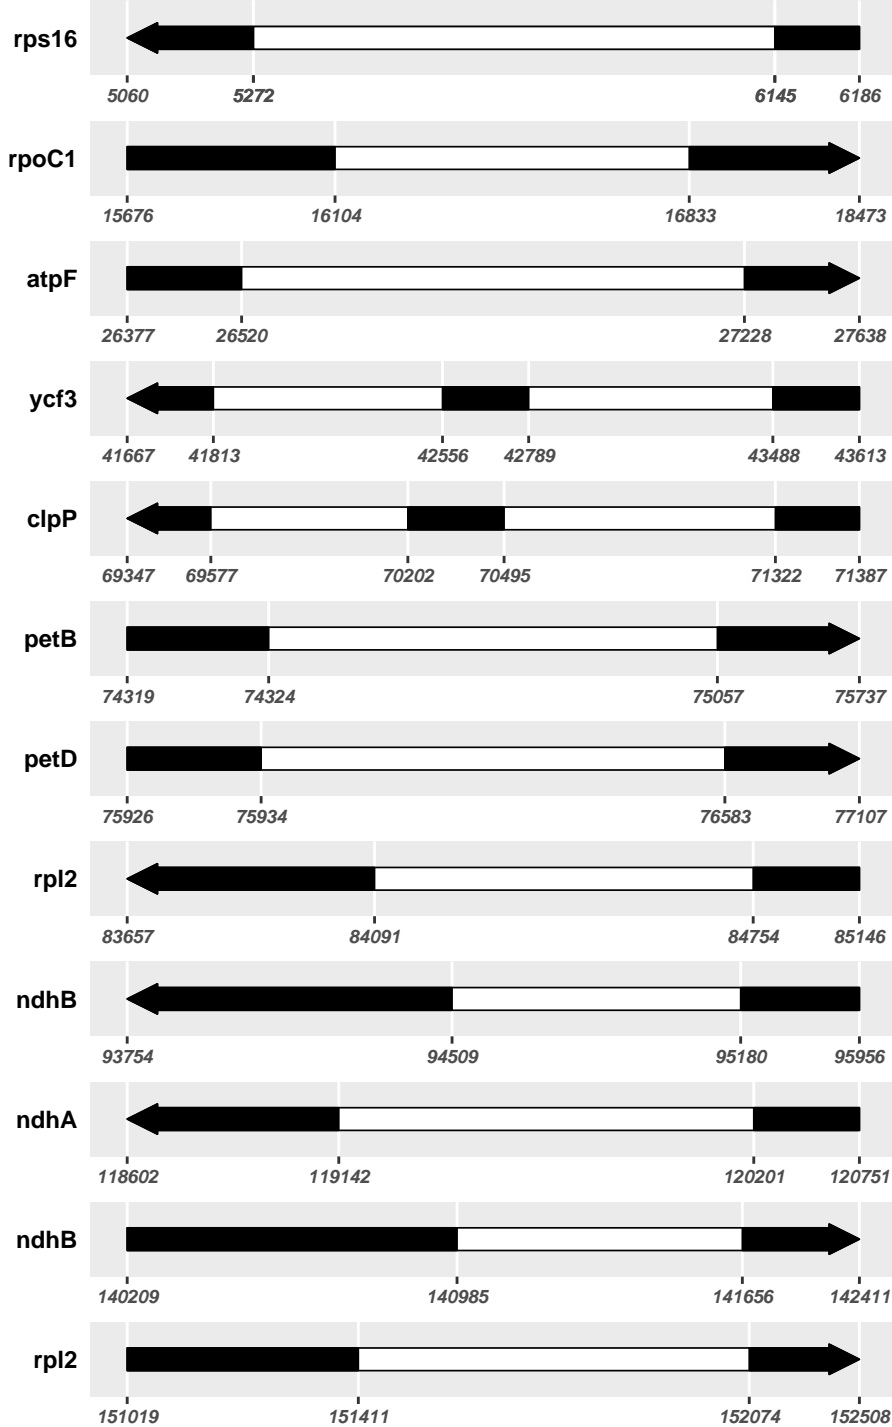 rps16
5060 5272 6145 6186
rpoC1
15676 16104 16833 18473
atpF
26377 26520 27228 27638
ycf3
41667 41813 42556 42789 43488 43613
clpP
69347 69577 70202 70495 71322 71387
petB
74319 74324 75057 75737
petD
75926 75934 76583 77107
rpl2
83657 84091 84754 85146
ndhB
93754 94509 95180 95956
ndhA
118602 119142 120201 120751
ndhB
140209 140985 141656 142411
rpl2
151019 151411 152074 152508